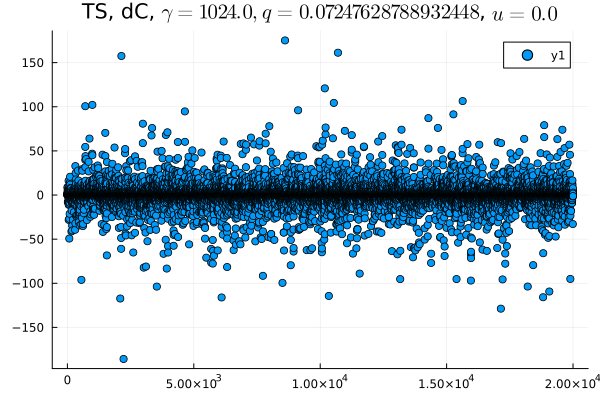 TS, dC, γ = 1024.0, q = 0.07247628788932448, u = 0.0
y1
150
100
50
0
−50
−100
−150
0 5.00×10³ 1.00×10⁴ 1.50×10⁴ 2.00×10⁴